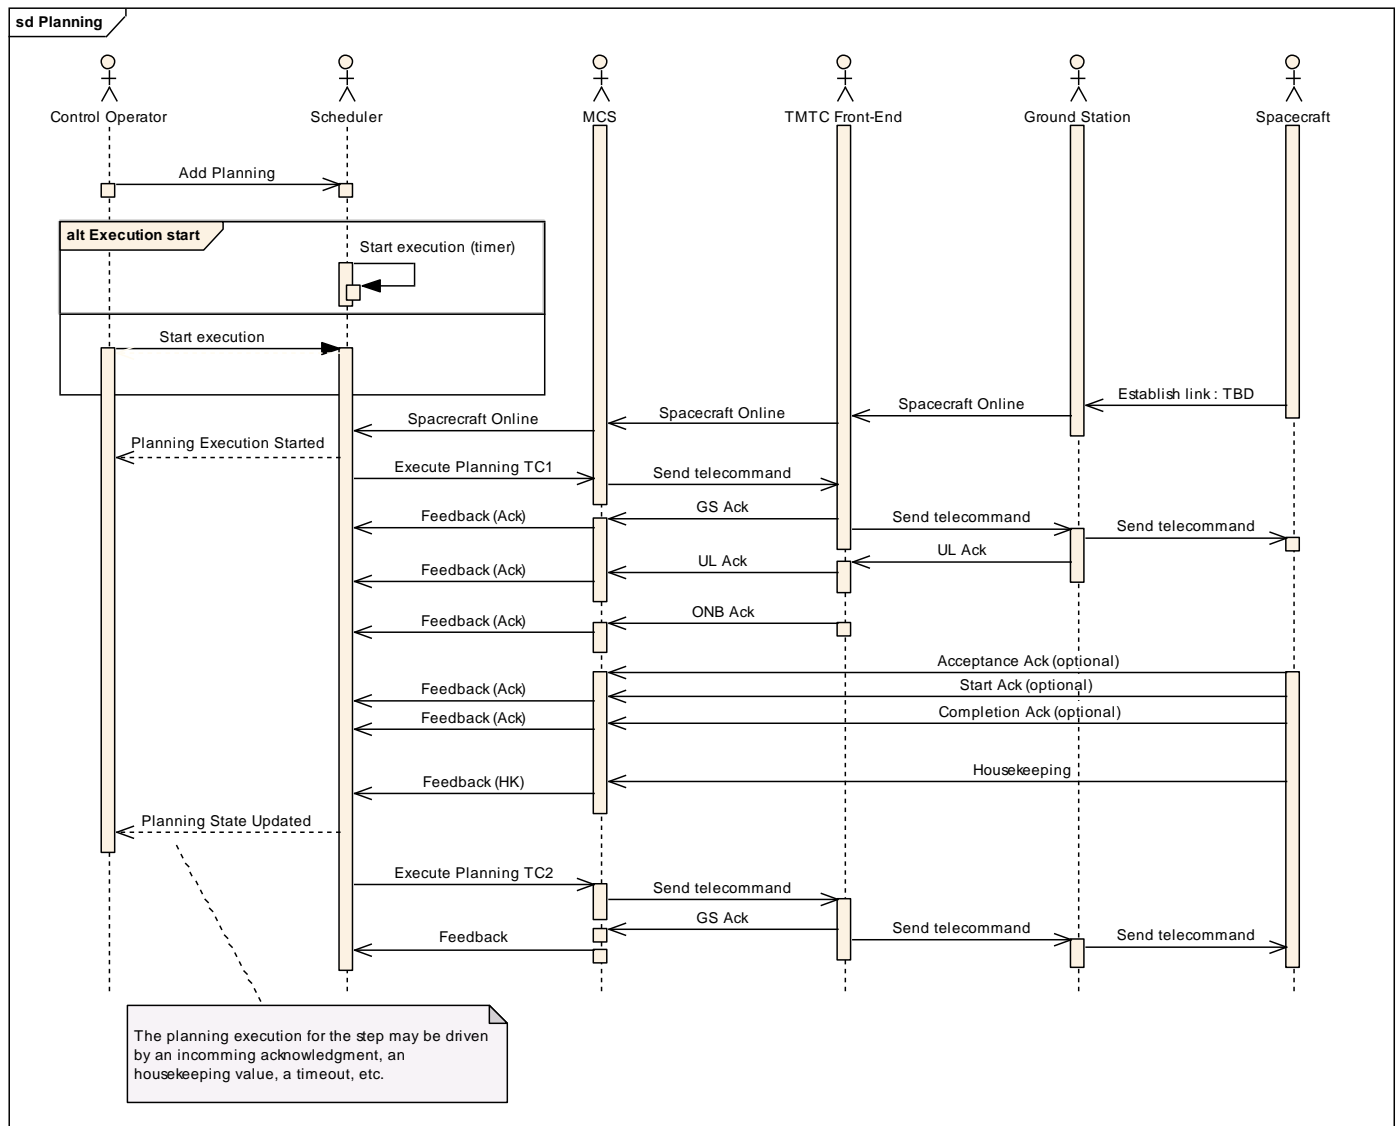 sd Planning
Control Operator
Scheduler
MCS
TMTC Front-End
Ground Station
Spacecraft
Add Planning
alt Execution start
Start execution (timer)
Start execution
Establish link : TBD
Spacecraft Online
Spacecraft Online
Spacrecraft Online
Planning Execution Started
Execute Planning TC1
Send telecommand
GS Ack
Feedback (Ack)
Send telecommand
Send telecommand
UL Ack
UL Ack
Feedback (Ack)
ONB Ack
Feedback (Ack)
Acceptance Ack (optional)
Start Ack (optional)
Feedback (Ack)
Completion Ack (optional)
Feedback (Ack)
Housekeeping
Feedback (HK)
Planning State Updated
Execute Planning TC2
Send telecommand
GS Ack
Send telecommand
Send telecommand
Feedback
The planning execution for the step may be driven
by an incomming acknowledgment, an
housekeeping value, a timeout, etc.